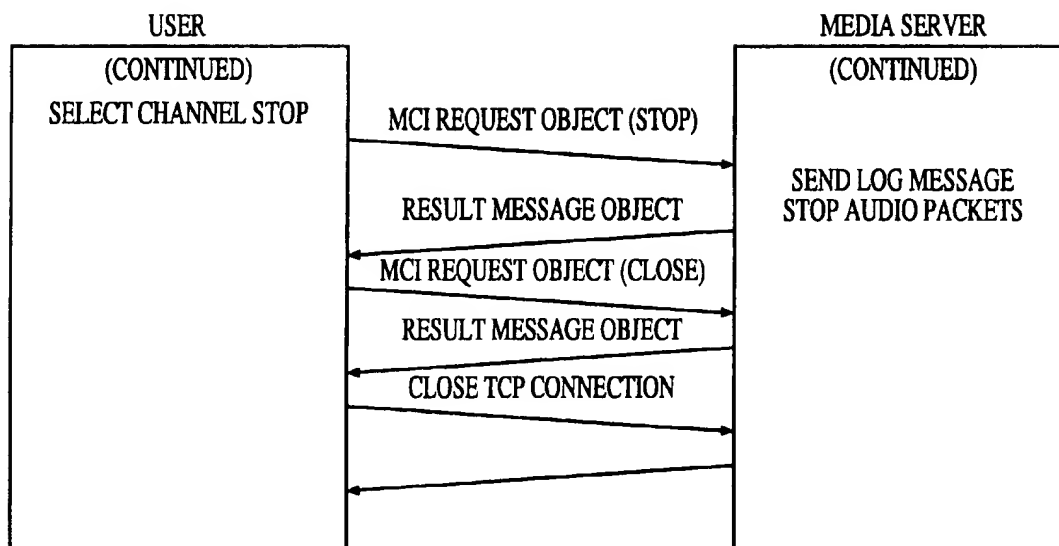 USER
MEDIA SERVER
(CONTINUED)
(CONTINUED)
SELECT CHANNEL STOP
MCI REQUEST OBJECT (STOP)
SEND LOG MESSAGE
STOP AUDIO PACKETS
RESULT MESSAGE OBJECT
MCI REQUEST OBJECT (CLOSE)
RESULT MESSAGE OBJECT
CLOSE TCP CONNECTION